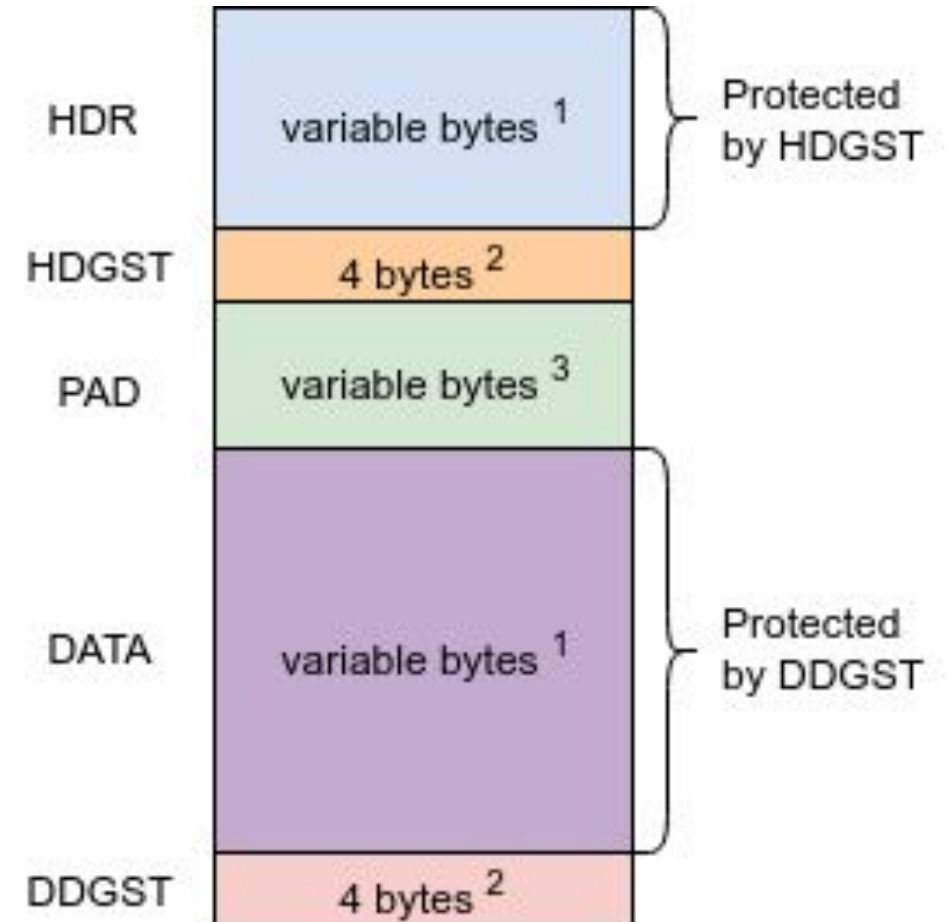 HDR
variable bytes 1
Protected
by HDGST
HDGST
4 bytes 2
PAD
variable bytes 3
DATA
variable bytes 1
Protected
by DDGST
DDGST
4 bytes 2